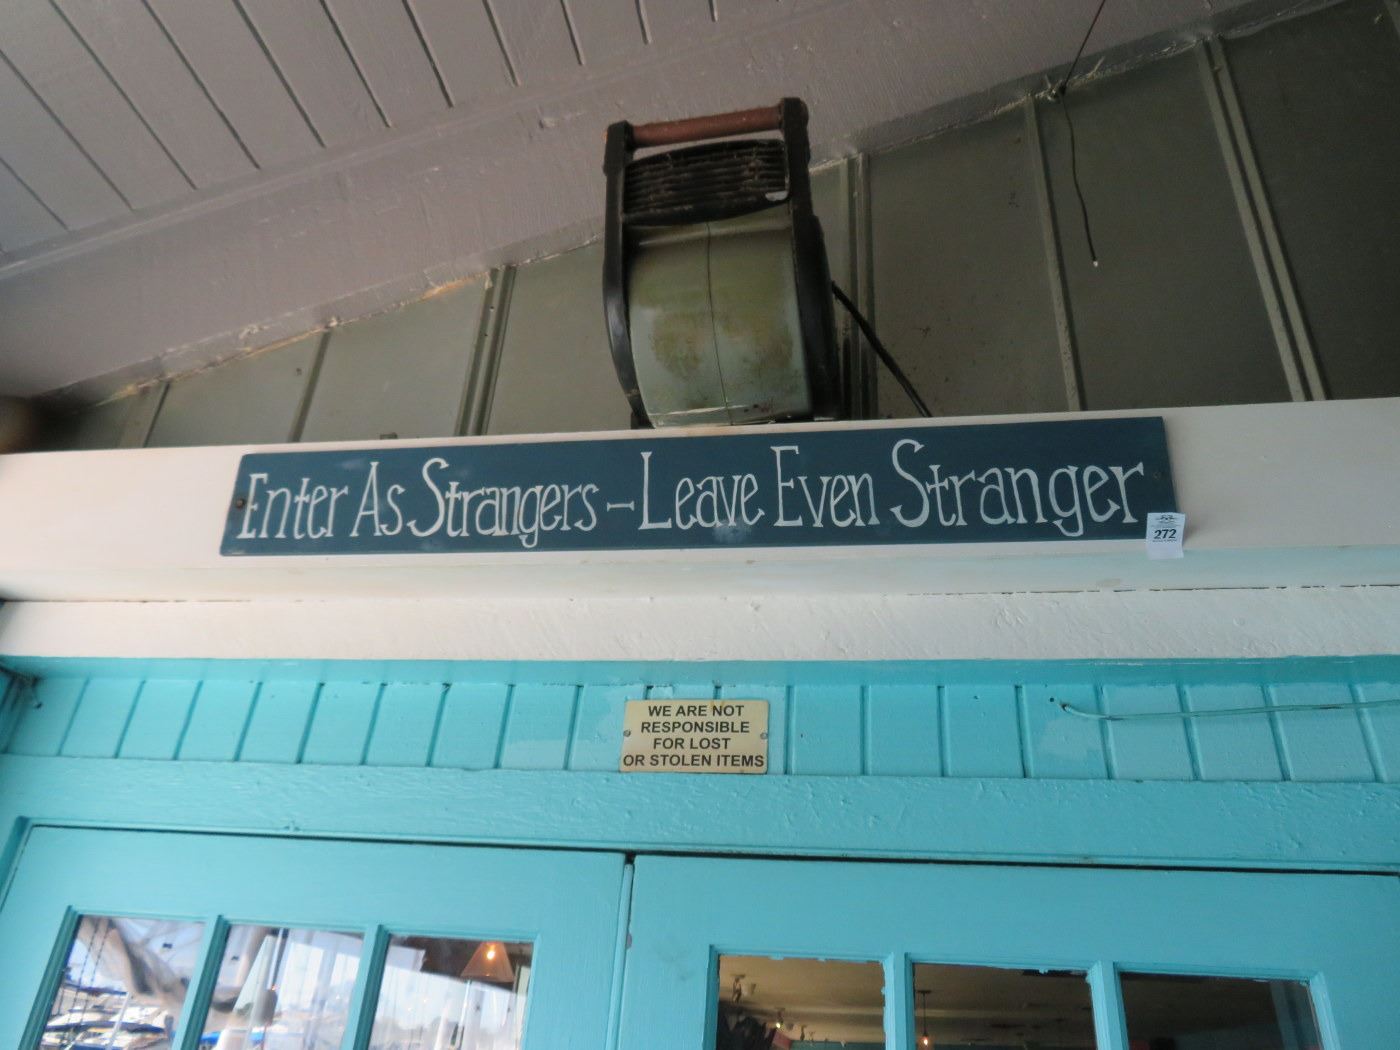 Enter As Strangers – Leave Even Stranger
272
WE ARE NOT
RESPONSIBLE
FOR LOST
OR STOLEN ITEMS